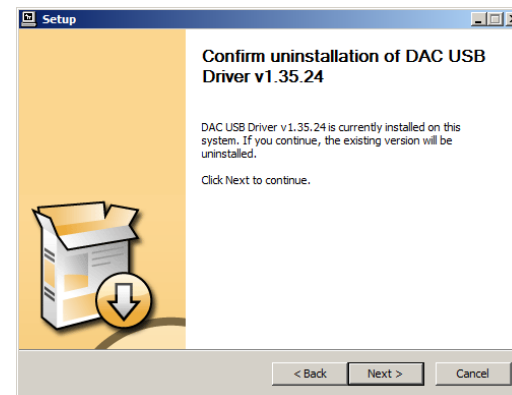 Setup
Confirm uninstallation of DAC USB
Driver v1.35.24
DAC USB Driver v1.35.24 is currently installed on this
system. If you continue, the existing version will be
uninstalled.
Click Next to continue.
< Back
Next >
Cancel